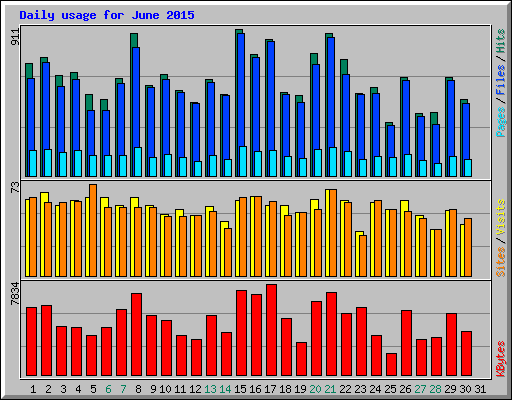 Daily usage for June 2015
911
Pages / Files / Hits
73
Sites / Visits
7834
KBytes
1 2 3 4 5 6 7 8 9 10 11 12 13 14 15 16 17 18 19 20 21 22 23 24 25 26 27 28 29 30 31